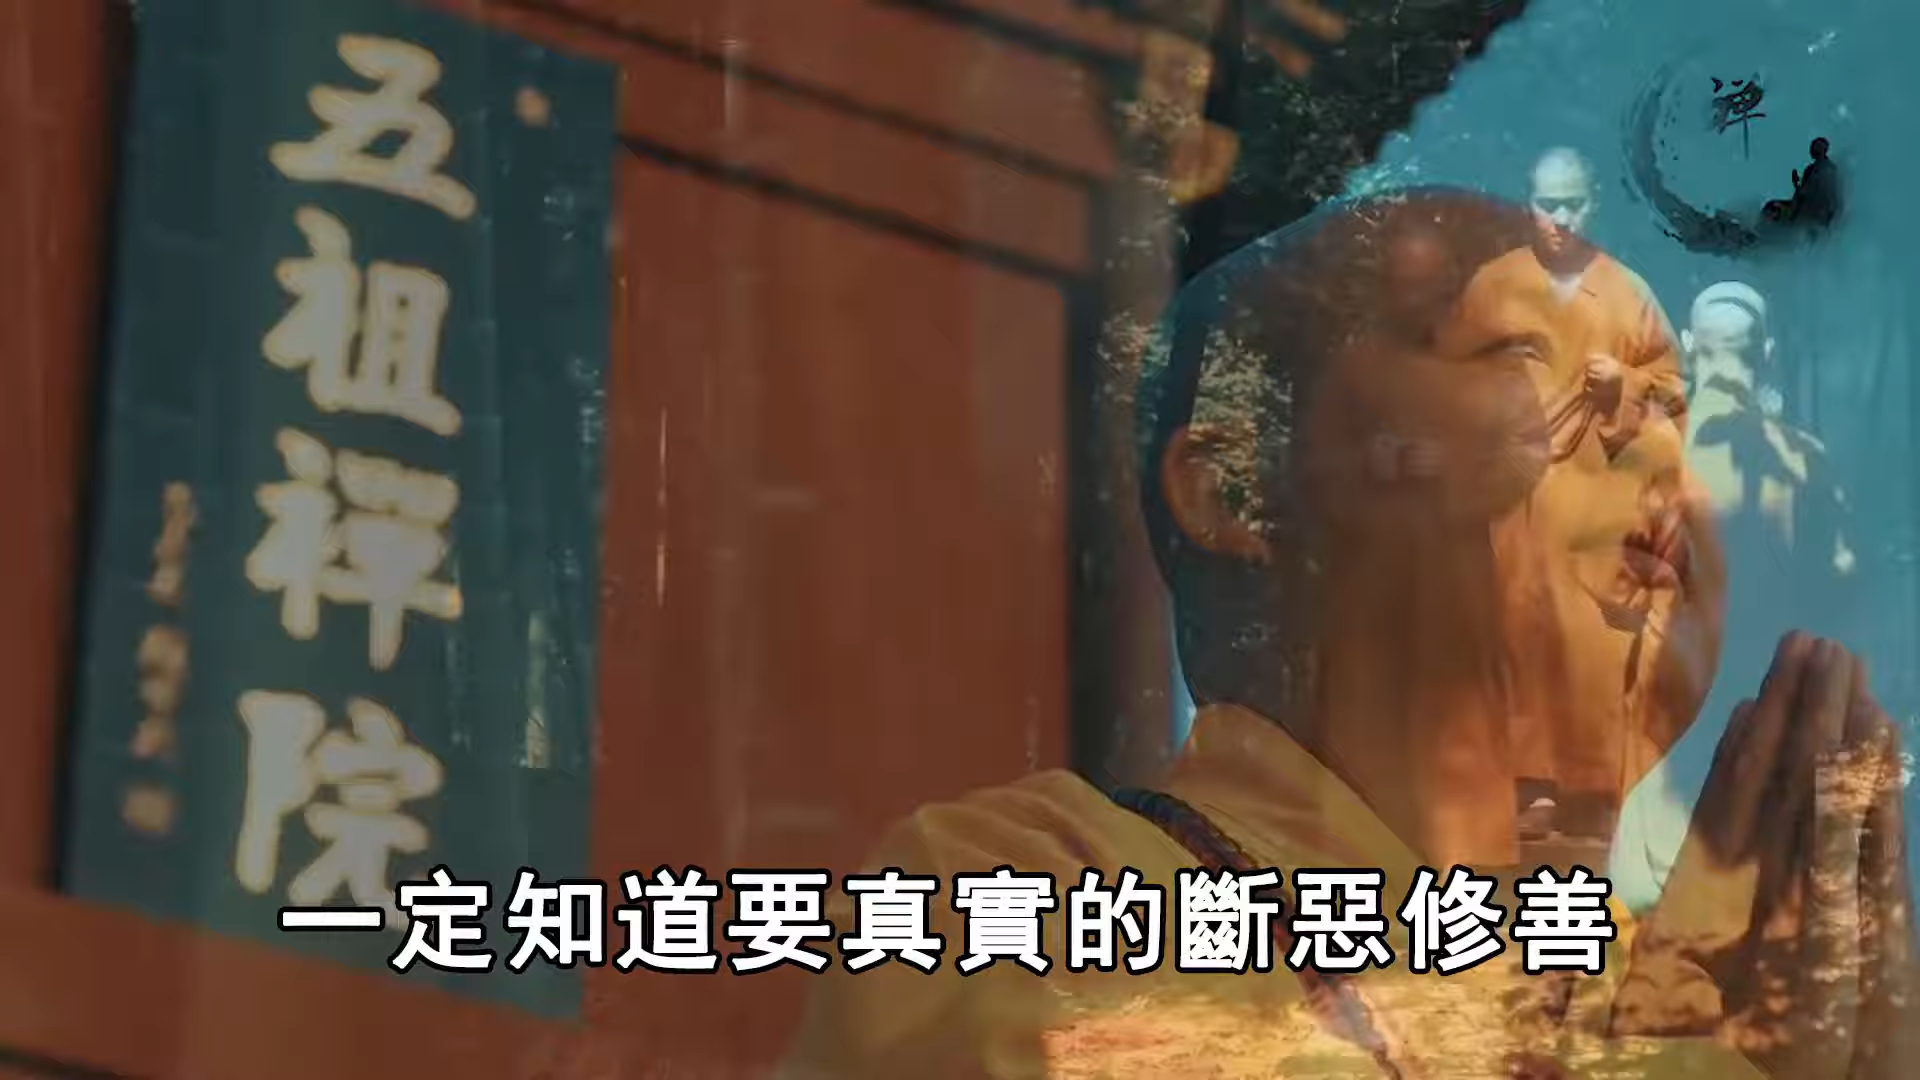 五祖禪院
禅
一定知道要真實的斷惡修善